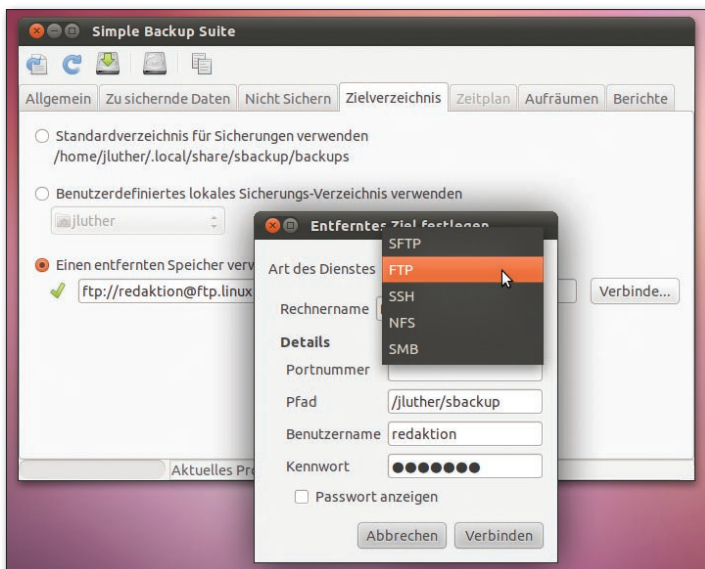 Simple Backup Suite
Allgemein Zu sichernde Daten Nicht Sichern Zielverzeichnis Zeitplan Aufräumen Berichte
Standardverzeichnis für Sicherungen verwenden
/home/jluther/.local/share/sbackup/backups
Benutzerdefiniertes lokales Sicherungs-Verzeichnis verwenden
jluther
Einen entfernten Speicher
ftp://redaktion@ftp.linux
Verbinde...
Aktuelles
Entferntes Ziel festlegen
Art des Dienstes
SFTP
FTP
SSH
NFS
SMB
Rechnername
Details
Portnummer
Pfad /jluther/sbackup
Benutzername redaktion
Kennwort ●●●●●●●
Passwort anzeigen
Abbrechen Verbinden